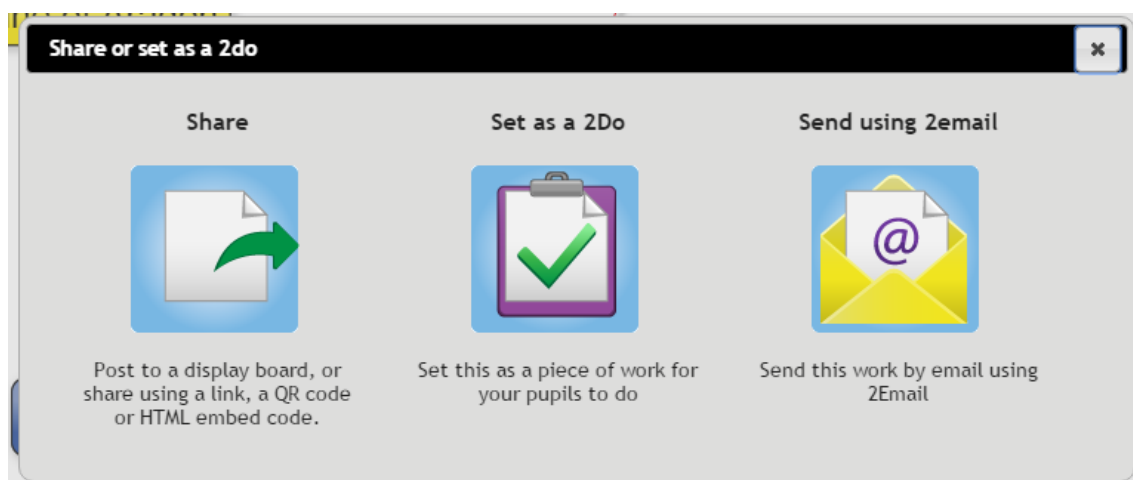 Share or set as a 2do
Share
Set as a 2Do
Send using 2email
@
Post to a display board, or
share using a link, a QR code
or HTML embed code.
Set this as a piece of work for
your pupils to do
Send this work by email using
2Email